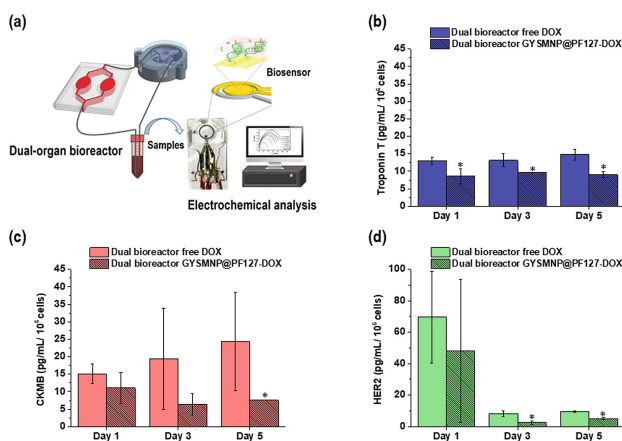 (a)
Biosensor
Samples
Dual-organ bioreactor
Electrochemical analysis
(b)
Dual bioreactor free DOX
Dual bioreactor GYSMNP@PF127-DOX
Troponin T (pg/mL/ 10⁶ cells)
45
40
35
30
25
20
15
10
5
0
* * *
Day 1 Day 3 Day 5
(c)
Dual bioreactor free DOX
Dual bioreactor GYSMNP@PF127-DOX
CKMB (pg/mL/ 10⁶ cells)
45
40
35
30
25
20
15
10
5
0
*
Day 1 Day 3 Day 5
(d)
Dual bioreactor free DOX
Dual bioreactor GYSMNP@PF127-DOX
HER2 (pg/mL/ 10⁶ cells)
100
80
60
40
20
0
* *
Day 1 Day 3 Day 5